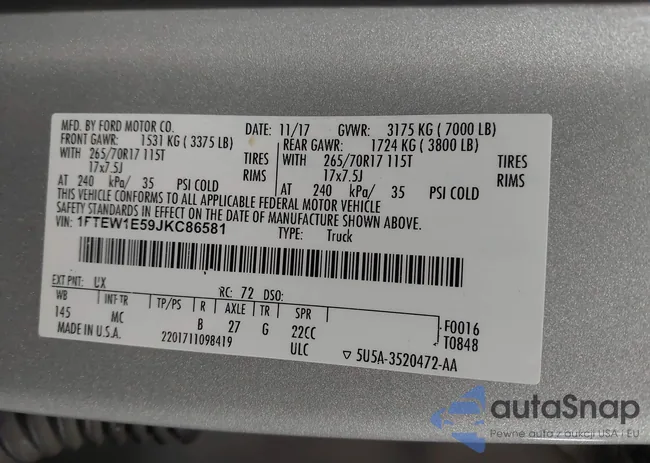 MFD. BY FORD MOTOR CO. DATE: 11/17 GVWR: 3175 KG ( 7000 LB)
FRONT GAWR: 1531 KG ( 3375 LB) REAR GAWR: 1724 KG ( 3800 LB)
WITH 265/70R17 115T TIRES WITH 265/70R17 115T TIRES
17x7.5J RIMS 17x7.5J RIMS
AT 240 kPa/ 35 PSI COLD AT 240 kPa/ 35 PSI COLD
THIS VEHICLE CONFORMS TO ALL APPLICABLE FEDERAL MOTOR VEHICLE
SAFETY STANDARDS IN EFFECT ON THE DATE OF MANUFACTURE SHOWN ABOVE.
VIN: 1FTEW1E59JKC86581 TYPE: Truck
EXT PNT: UX RC: 72 DSO:
WB INT TR TP/PS R AXLE TR SPR F0016
145 MC B 27 G 22CC T0848
MADE IN U.S.A. 2201711098419 ULC ▽ 5U5A-3520472-AA
autaSnap
Pewne auto z aukcji USA i EU